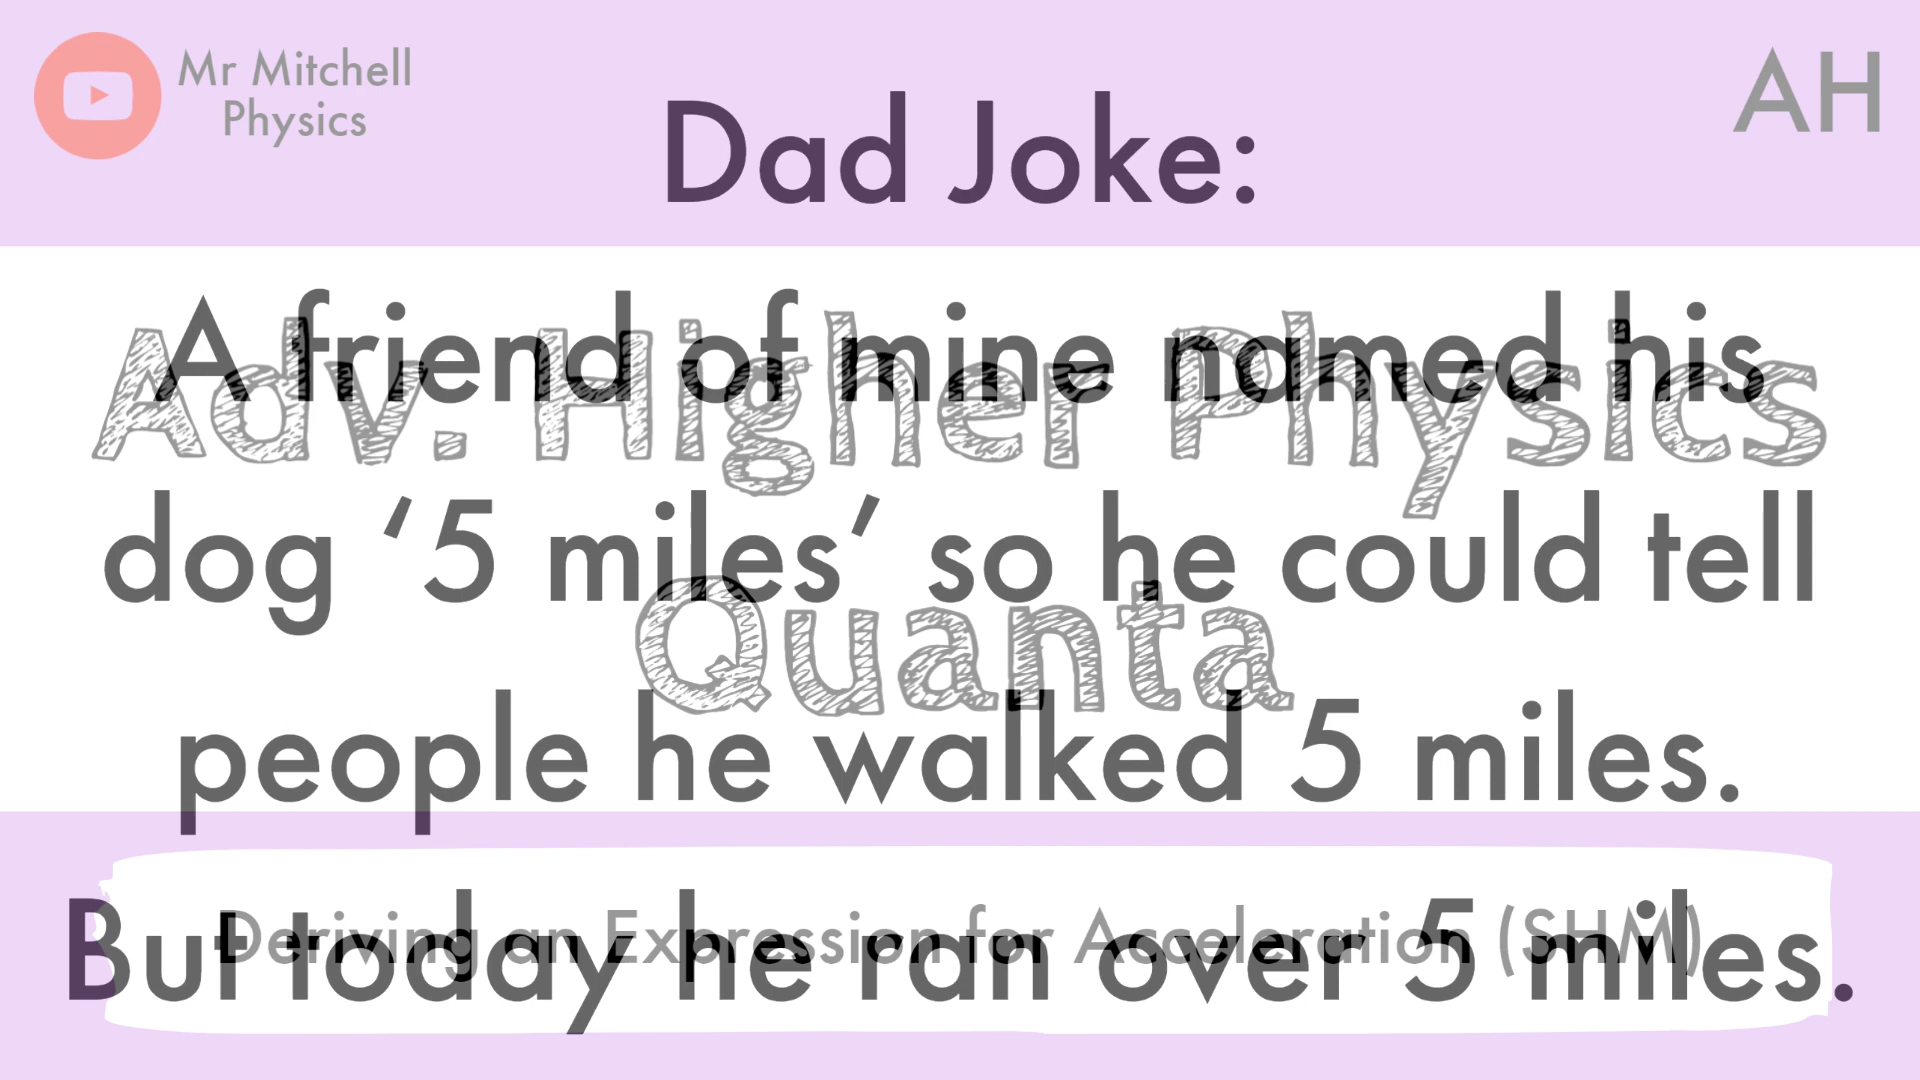 Mr Mitchell
Physics
AH
Dad Joke:
A friend of mine named his
dog ‘5 miles’ so he could tell
people he walked 5 miles.
But today he ran over 5 miles.
Adv. Higher Physics
Quanta
Deriving an Expression for Acceleration (SHM)